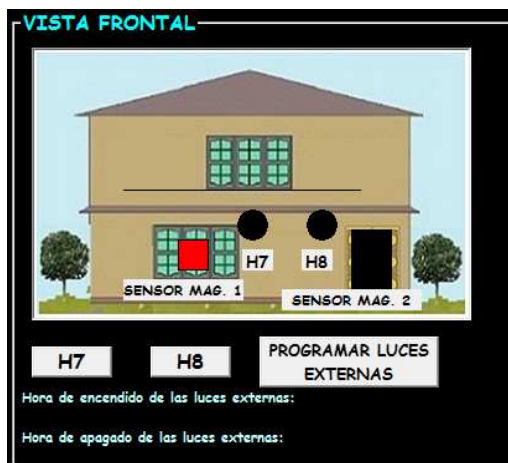 VISTA FRONTAL
H7
H8
SENSOR MAG. 1
SENSOR MAG. 2
H7
H8
PROGRAMAR LUCES
EXTERNAS
Hora de encendido de las luces externas:
Hora de apagado de las luces externas: